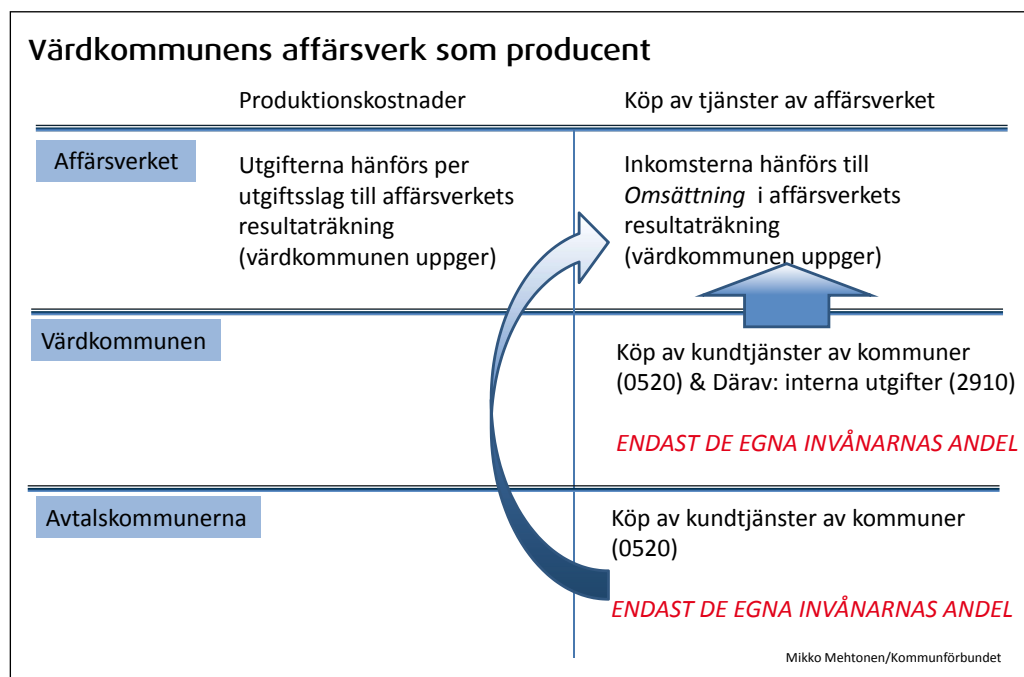 Värdkommunens affärsverk som producent
Produktionskostnader
Köp av tjänster av affärsverket
Affärsverket
Utgifterna hänförs per
utgiftsslag till affärsverkets
resultaträkning
(värdkommunen uppger)
Inkomsterna hänförs till
Omsättning i affärsverkets
resultaträkning
(värdkommunen uppger)
Värdkommunen
Köp av kundtjänster av kommuner
(0520) & Därav: interna utgifter (2910)
ENDAST DE EGNA INVÅNARNAS ANDEL
Avtalskommunerna
Köp av kundtjänster av kommuner
(0520)
ENDAST DE EGNA INVÅNARNAS ANDEL
Mikko Mehtonen/Kommunförbundet